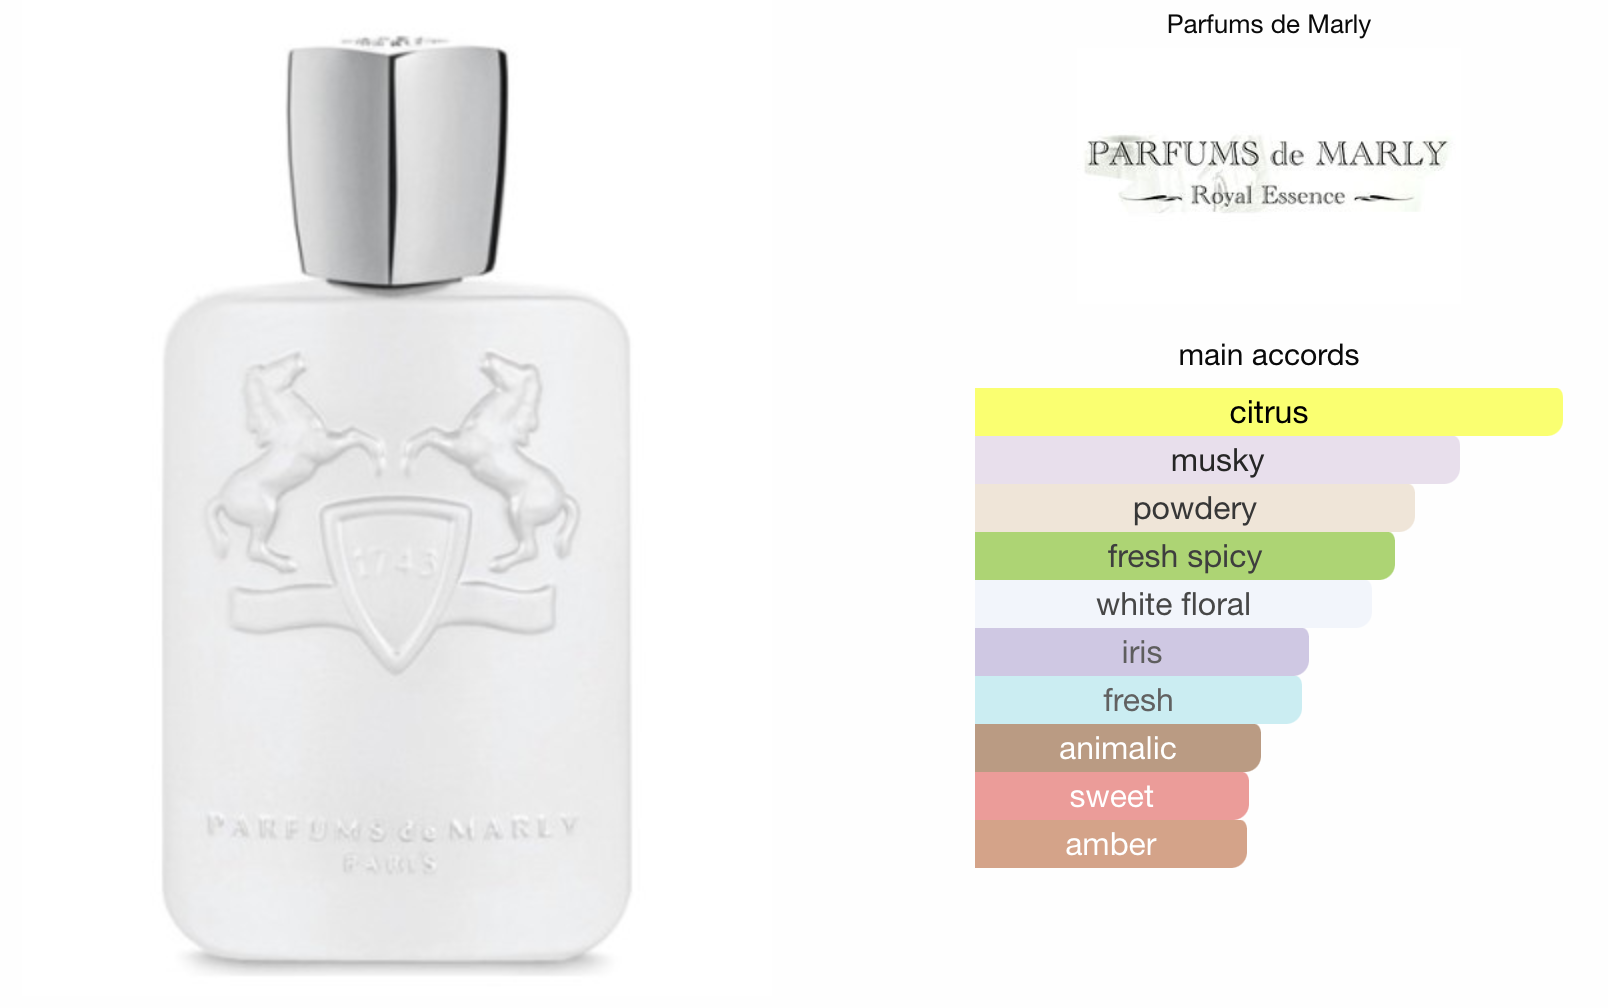 1743
PARFUMS de MARLY
PARIS
Parfums de Marly
PARFUMS de MARLY
Royal Essence
main accords
citrus
musky
powdery
fresh spicy
white floral
iris
fresh
animalic
sweet
amber